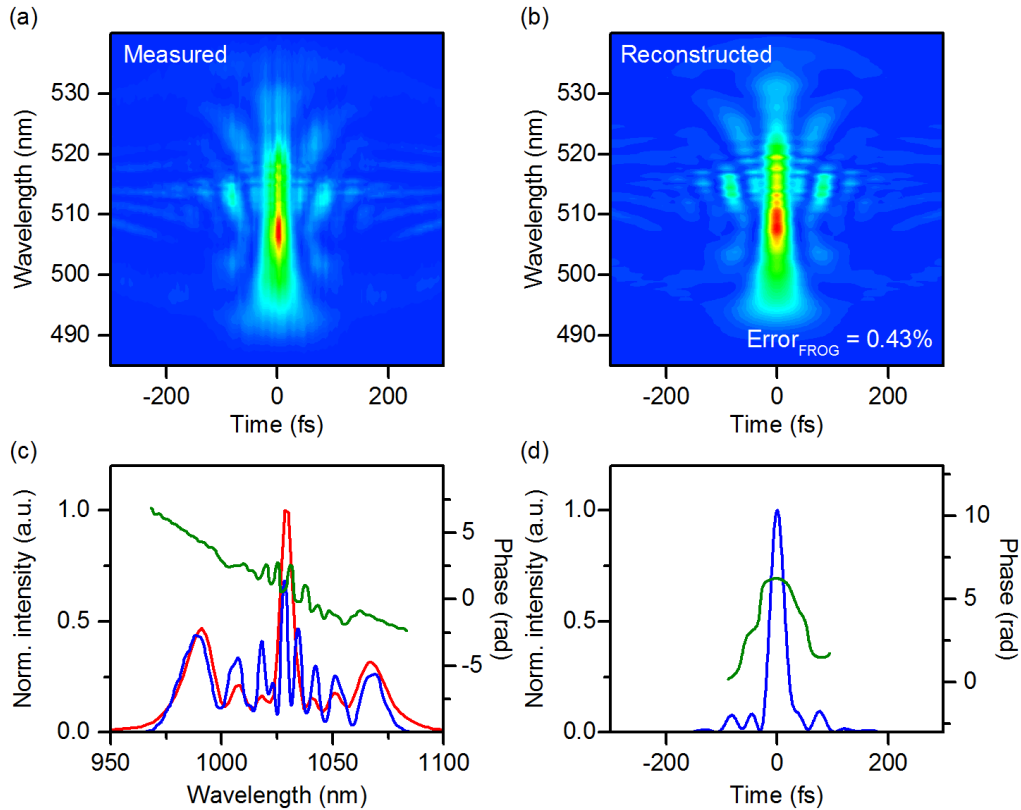 (a)
Measured
530
520
510
500
490
Wavelength (nm)
-200
0
200
Time (fs)
(b)
Reconstructed
Error_FROG = 0.43%
530
520
510
500
490
Wavelength (nm)
-200
0
200
Time (fs)
(c)
1.0
0.5
0.0
Norm. intensity (a.u.)
5
0
-5
Phase (rad)
950
1000
1050
1100
Wavelength (nm)
(d)
1.0
0.5
0.0
Norm. intensity (a.u.)
10
5
0
Phase (rad)
-200
0
200
Time (fs)